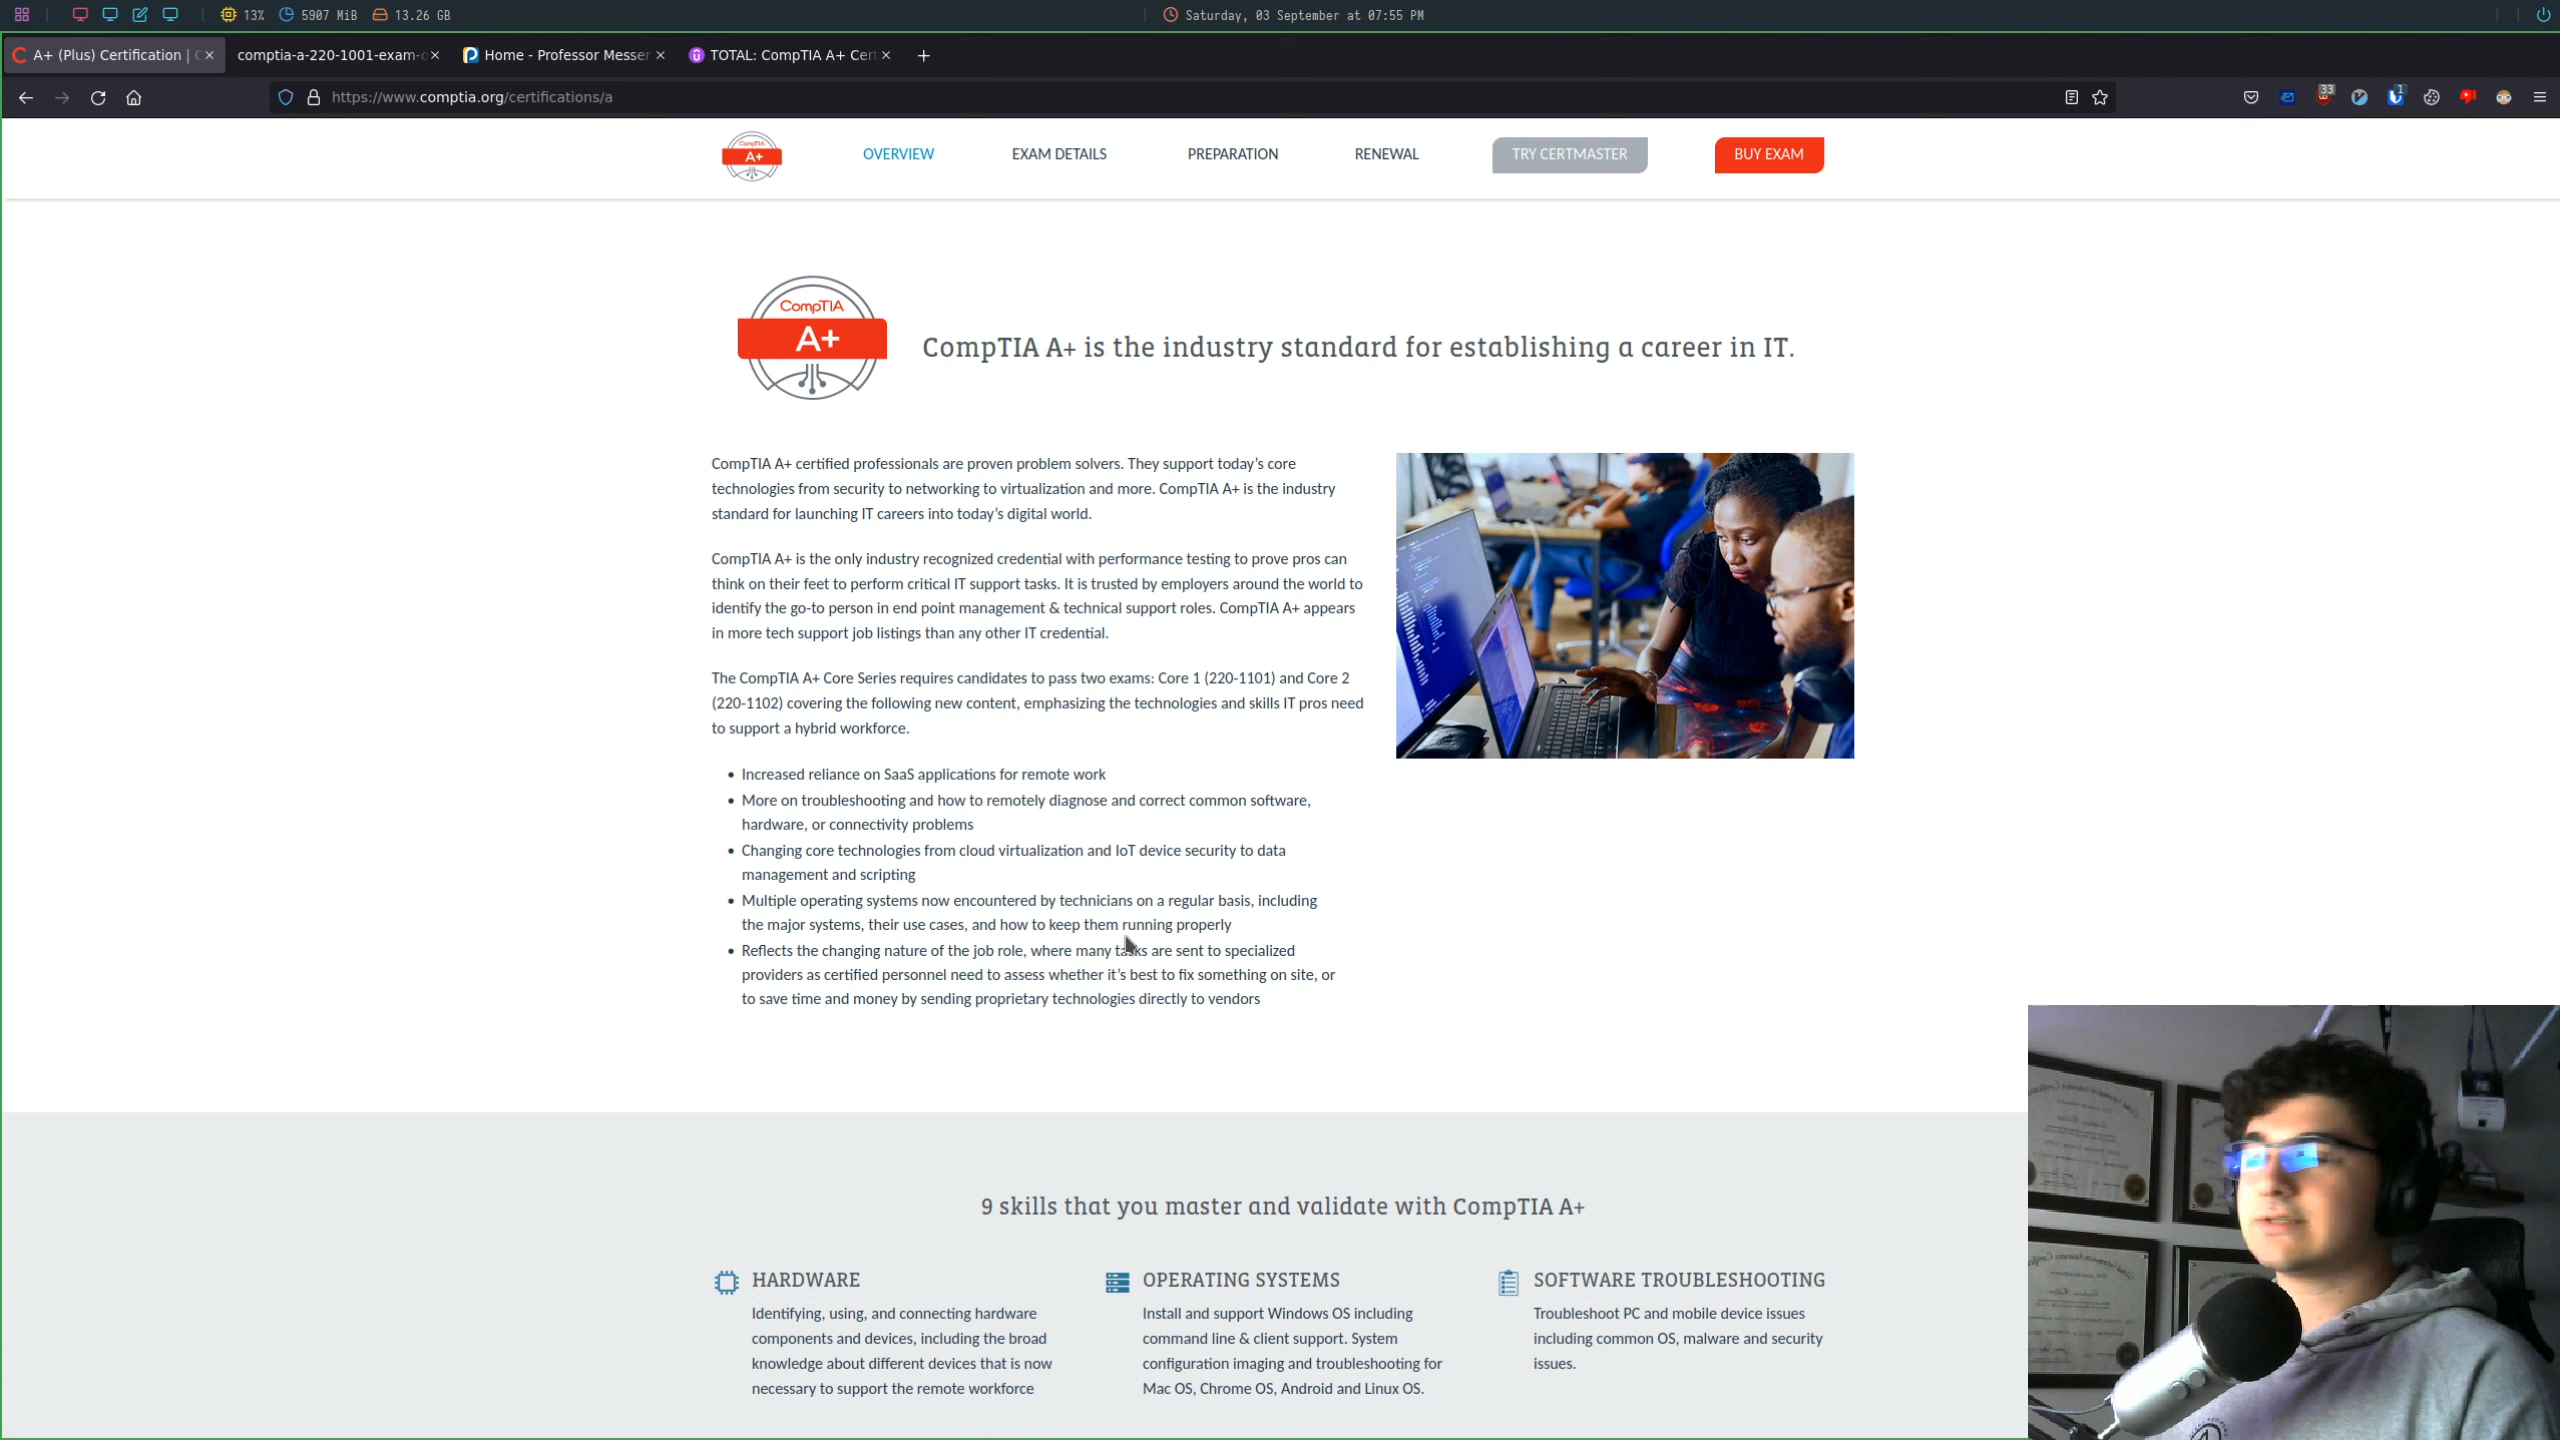 13%
5907 MiB
13.26 GB
Saturday, 03 September at 07:55 PM
A+ (Plus) Certification |
comptia-a-220-1001-exam-
Home - Professor Messer
TOTAL: CompTIA A+ Cert
https://www.comptia.org/certifications/a
33
1
CompTIA
A+
OVERVIEW
EXAM DETAILS
PREPARATION
RENEWAL
TRY CERTMASTER
BUY EXAM
CompTIA
A+
CompTIA A+ is the industry standard for establishing a career in IT.
CompTIA A+ certified professionals are proven problem solvers. They support today’s core
technologies from security to networking to virtualization and more. CompTIA A+ is the industry
standard for launching IT careers into today’s digital world.
CompTIA A+ is the only industry recognized credential with performance testing to prove pros can
think on their feet to perform critical IT support tasks. It is trusted by employers around the world to
identify the go-to person in end point management & technical support roles. CompTIA A+ appears
in more tech support job listings than any other IT credential.
The CompTIA A+ Core Series requires candidates to pass two exams: Core 1 (220-1101) and Core 2
(220-1102) covering the following new content, emphasizing the technologies and skills IT pros need
to support a hybrid workforce.
• Increased reliance on SaaS applications for remote work
• More on troubleshooting and how to remotely diagnose and correct common software,
hardware, or connectivity problems
• Changing core technologies from cloud virtualization and IoT device security to data
management and scripting
• Multiple operating systems now encountered by technicians on a regular basis, including
the major systems, their use cases, and how to keep them running properly
• Reflects the changing nature of the job role, where many tasks are sent to specialized
providers as certified personnel need to assess whether it’s best to fix something on site, or
to save time and money by sending proprietary technologies directly to vendors
9 skills that you master and validate with CompTIA A+
HARDWARE
Identifying, using, and connecting hardware
components and devices, including the broad
knowledge about different devices that is now
necessary to support the remote workforce
OPERATING SYSTEMS
Install and support Windows OS including
command line & client support. System
configuration imaging and troubleshooting for
Mac OS, Chrome OS, Android and Linux OS.
SOFTWARE TROUBLESHOOTING
Troubleshoot PC and mobile device issues
including common OS, malware and security
issues.